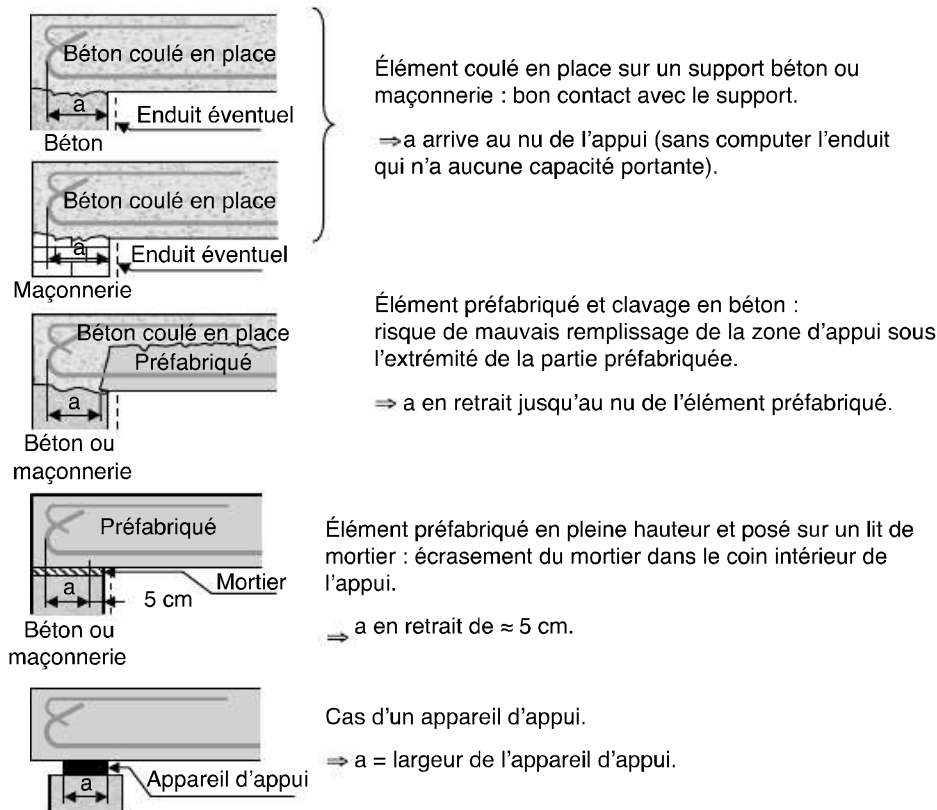 Béton coulé en place
a
Enduit éventuel
Béton
Élément coulé en place sur un support béton ou
maçonnerie : bon contact avec le support.
⇒ a arrive au nu de l'appui (sans computer l'enduit
qui n'a aucune capacité portante).
Béton coulé en place
a
Enduit éventuel
Maçonnerie
Béton coulé en place
Préfabriqué
a
Béton ou
maçonnerie
Élément préfabriqué et clavage en béton :
risque de mauvais remplissage de la zone d'appui sous
l'extrémité de la partie préfabriquée.
⇒ a en retrait jusqu'au nu de l'élément préfabriqué.
Préfabriqué
Mortier
a
5 cm
Béton ou
maçonnerie
Élément préfabriqué en pleine hauteur et posé sur un lit de
mortier : écrasement du mortier dans le coin intérieur de
l'appui.
⇒ a en retrait de ≈ 5 cm.
Appareil d'appui
a
Cas d'un appareil d'appui.
⇒ a = largeur de l'appareil d'appui.